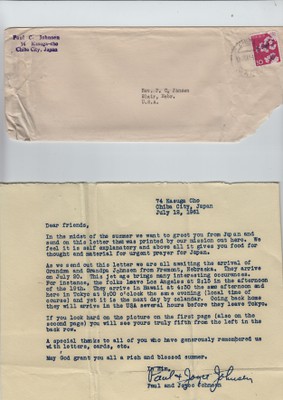 Paul C. Johnson
74 Kasuga-cho
Chiba City, Japan
10
Rev. F. C. Hansen
Blair, Nebr.
U.S.A.
74 Kasuga Cho
Chiba City, Japan
July 12, 1961
Dear friends,
In the midst of the summer we want to greet you from Japan and
send on this letter that was printed by our mission out here. We
feel it is self explanatory and above all it gives you food for
thought and material for urgent prayer for Japan.
As we send out this letter we are all awaiting the arrival of
Grandma and Grandpa Johnson from Fremont, Nebraska. They arrive
on July 20. This jet age brings many interesting occurances.
For instance, the folks leave Los Angeles at 2:15 in the afternoon
of the 19th. They arrive in Hawaii at 4:30 the same afternoon and
here in Tokyo at 9:00 o'clock the same evening (local time of
course) and yet it is the next day by calendar. Going back home
they will arrive in the USA several hours before they leave Tokyo.
If you look hard on the picture on the first page (also on the
second page) you will see yours truly fifth from the left in the
back row.
A special thanks to all of you who have generously remembered us
with letters, cards, etc.
May God grant you all a rich and blessed summer.
Paul & Joyce Johnson
Paul and Joyce Johnson